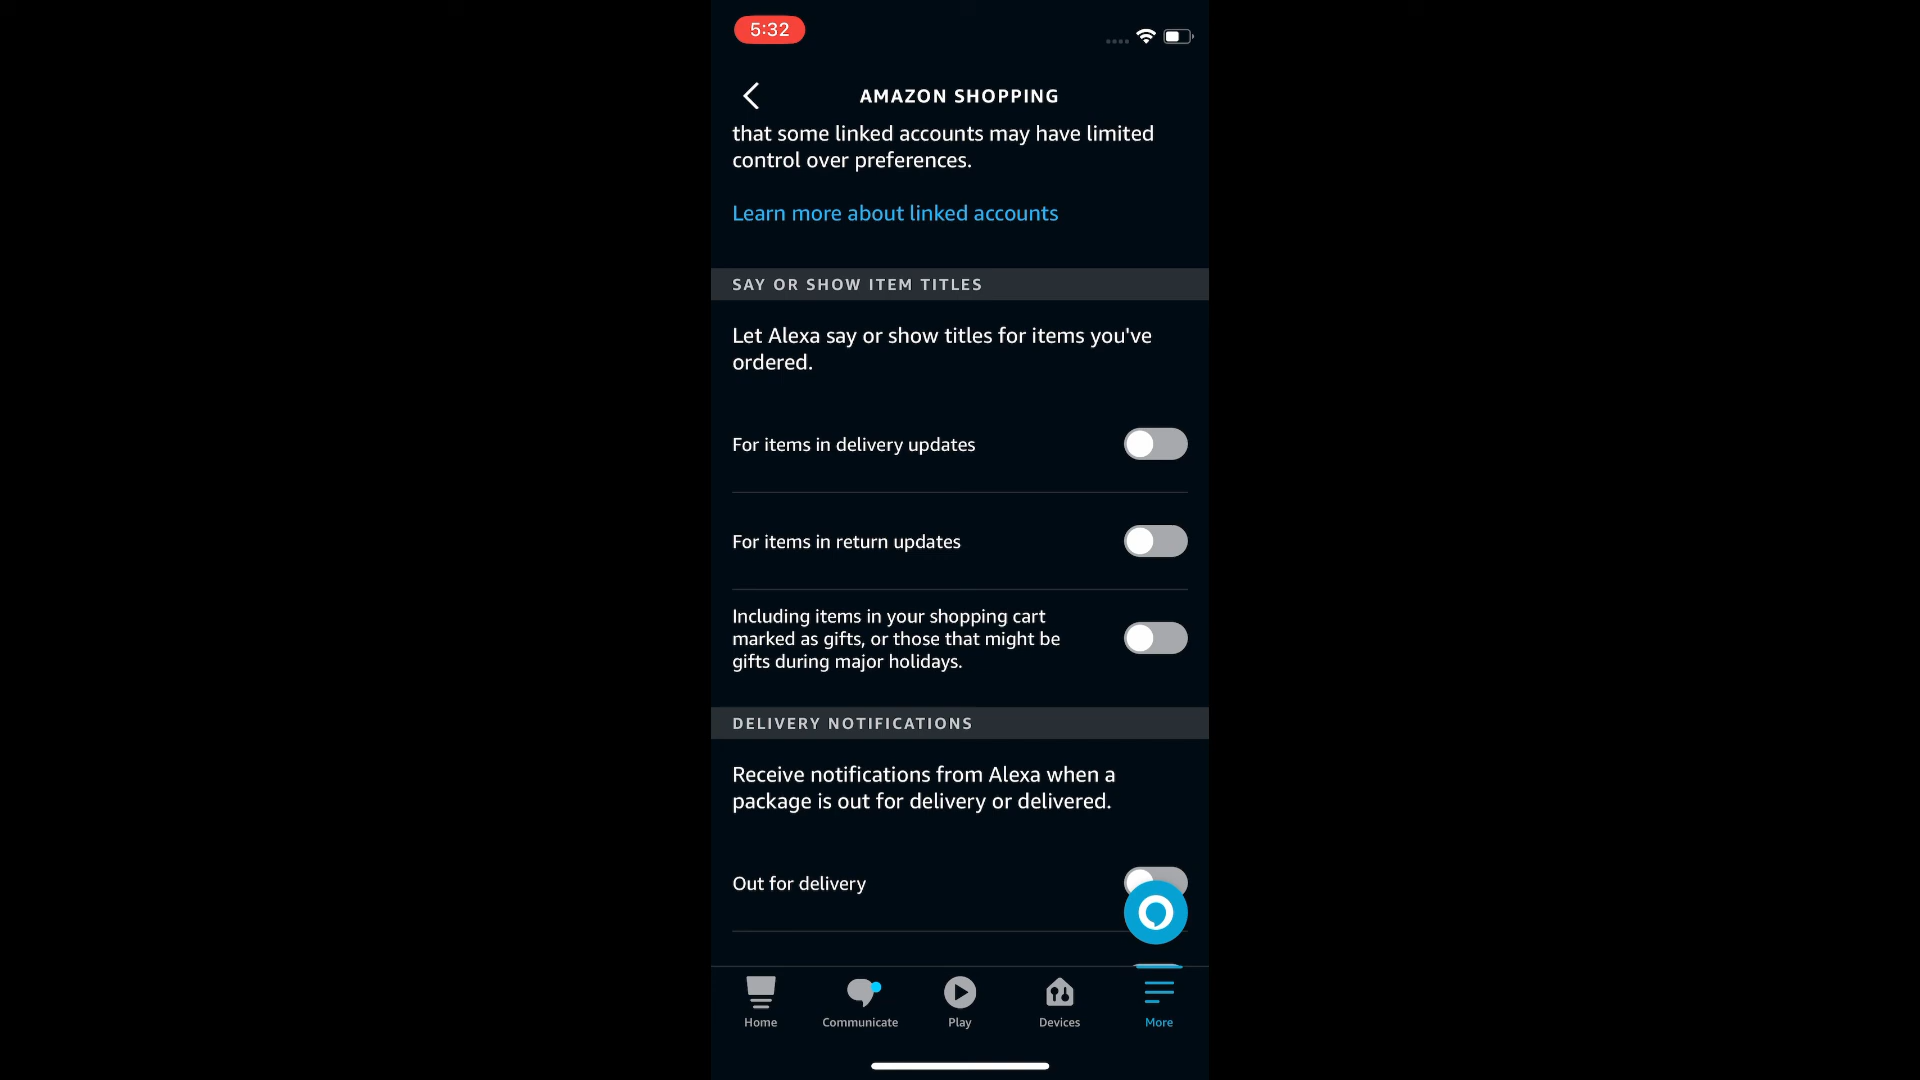 5:32
AMAZON SHOPPING
that some linked accounts may have limited
control over preferences.
Learn more about linked accounts
SAY OR SHOW ITEM TITLES
Let Alexa say or show titles for items you've
ordered.
For items in delivery updates
For items in return updates
Including items in your shopping cart
marked as gifts, or those that might be
gifts during major holidays.
DELIVERY NOTIFICATIONS
Receive notifications from Alexa when a
package is out for delivery or delivered.
Out for delivery
Home
Communicate
Play
Devices
More